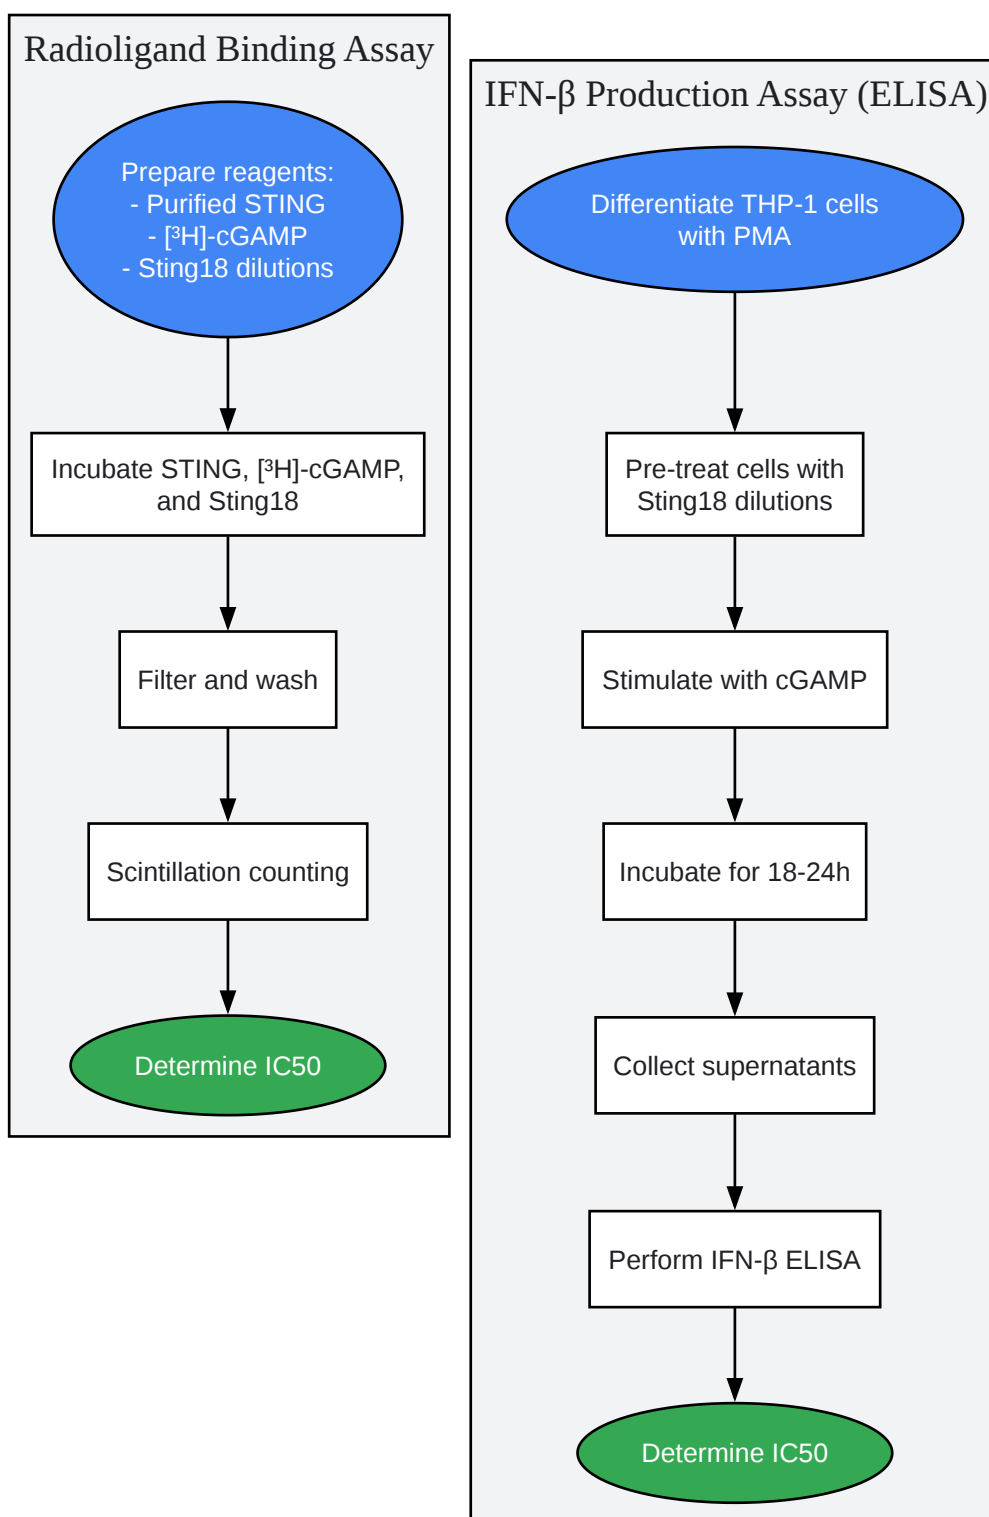 Radioligand Binding Assay
Prepare reagents:
- Purified STING
- [³H]-cGAMP
- Sting18 dilutions
Incubate STING, [³H]-cGAMP,
and Sting18
Filter and wash
Scintillation counting
Determine IC50
IFN-β Production Assay (ELISA)
Differentiate THP-1 cells
with PMA
Pre-treat cells with
Sting18 dilutions
Stimulate with cGAMP
Incubate for 18-24h
Collect supernatants
Perform IFN-β ELISA
Determine IC50